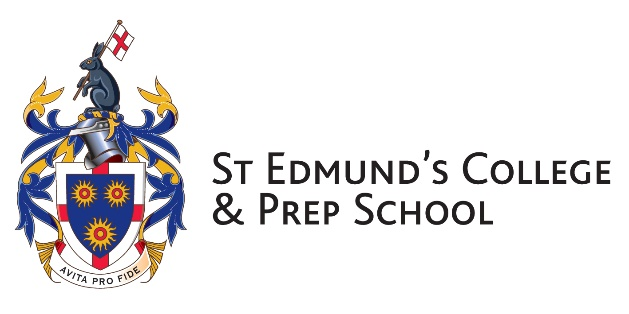 ST EDMUND'S COLLEGE
& PREP SCHOOL
AVITA PRO FIDE